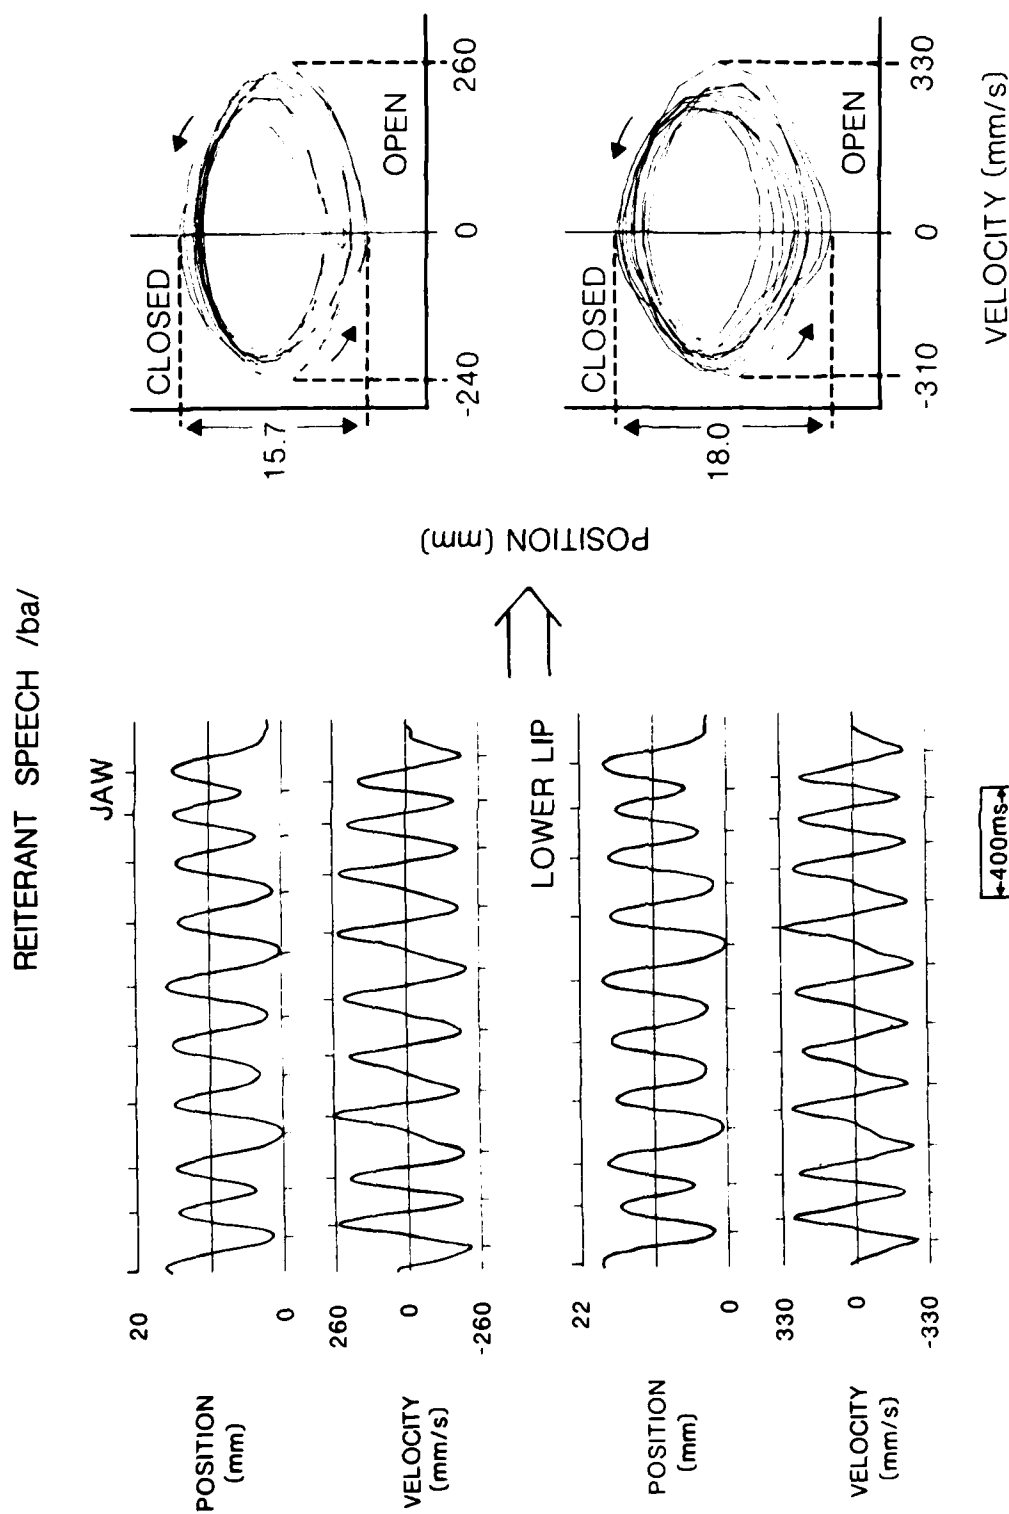 REITERANT SPEECH /ba/
JAW
20
POSITION
(mm)
0
260
VELOCITY
(mm/s)
0
-260
LOWER LIP
22
POSITION
(mm)
0
330
VELOCITY
(mm/s)
0
-330
400ms
POSITION (mm)
CLOSED
15.7
OPEN
-240
0
260
CLOSED
18.0
OPEN
-310
0
330
VELOCITY (mm/s)